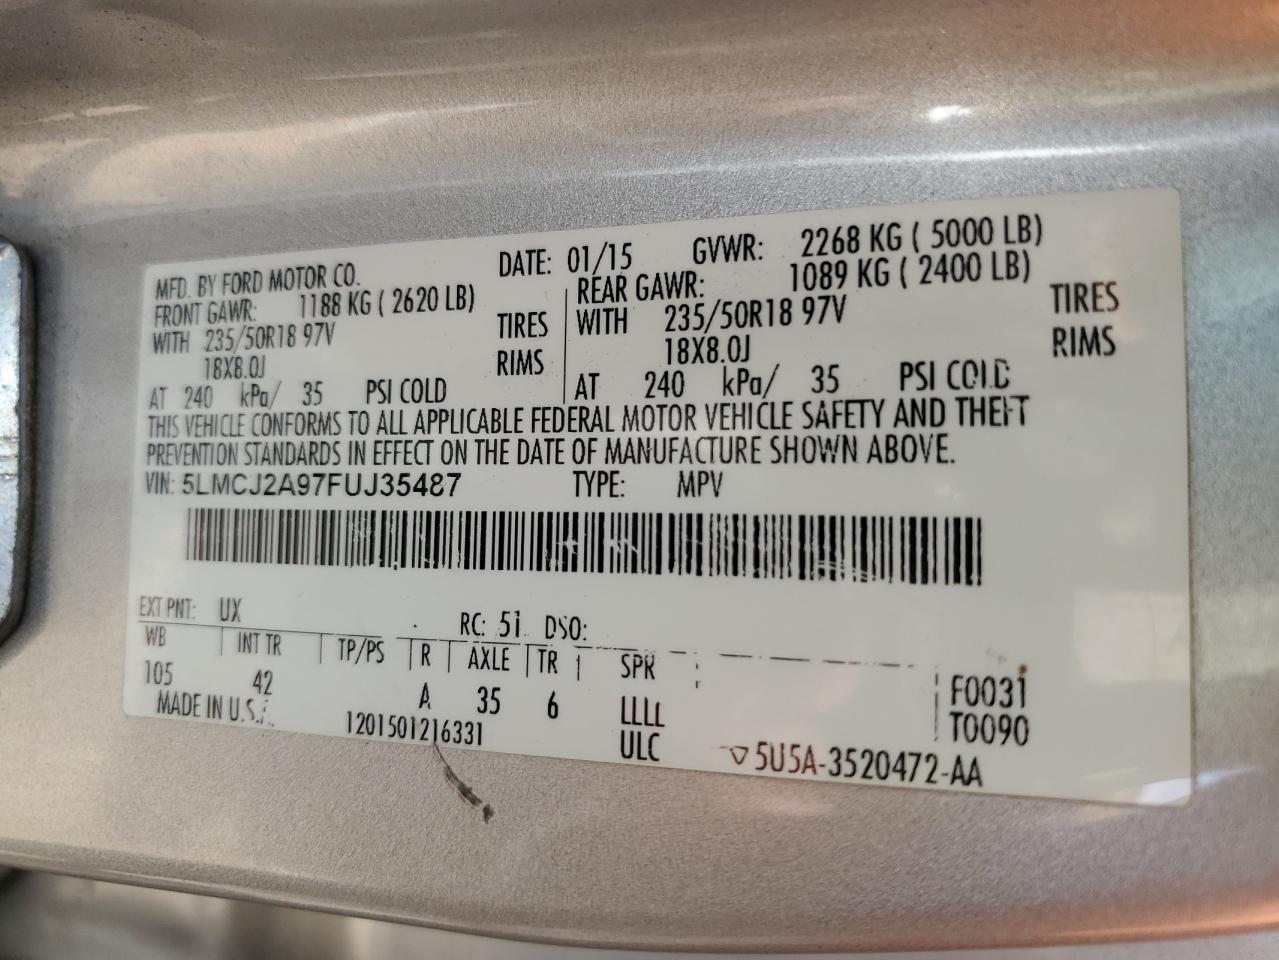 MFD. BY FORD MOTOR CO. DATE: 01/15 GVWR: 2268 KG ( 5000 LB)
FRONT GAWR: 1188 KG ( 2620 LB) REAR GAWR: 1089 KG ( 2400 LB)
WITH 235/50R18 97V TIRES WITH 235/50R18 97V TIRES
18X8.0J RIMS 18X8.0J RIMS
AT 240 kPa/ 35 PSI COLD AT 240 kPa/ 35 PSI COLD
THIS VEHICLE CONFORMS TO ALL APPLICABLE FEDERAL MOTOR VEHICLE SAFETY AND THEFT
PREVENTION STANDARDS IN EFFECT ON THE DATE OF MANUFACTURE SHOWN ABOVE.
VIN: 5LMCJ2A97FUJ35487 TYPE: MPV
EXT PNT: UX RC: 51 DSO:
WB INT TR TP/PS R AXLE TR SPR
105 42 A 35 6 LLLL F0031
MADE IN U.S.A. 1201501216331 ULC T0090
▽5U5A-3520472-AA